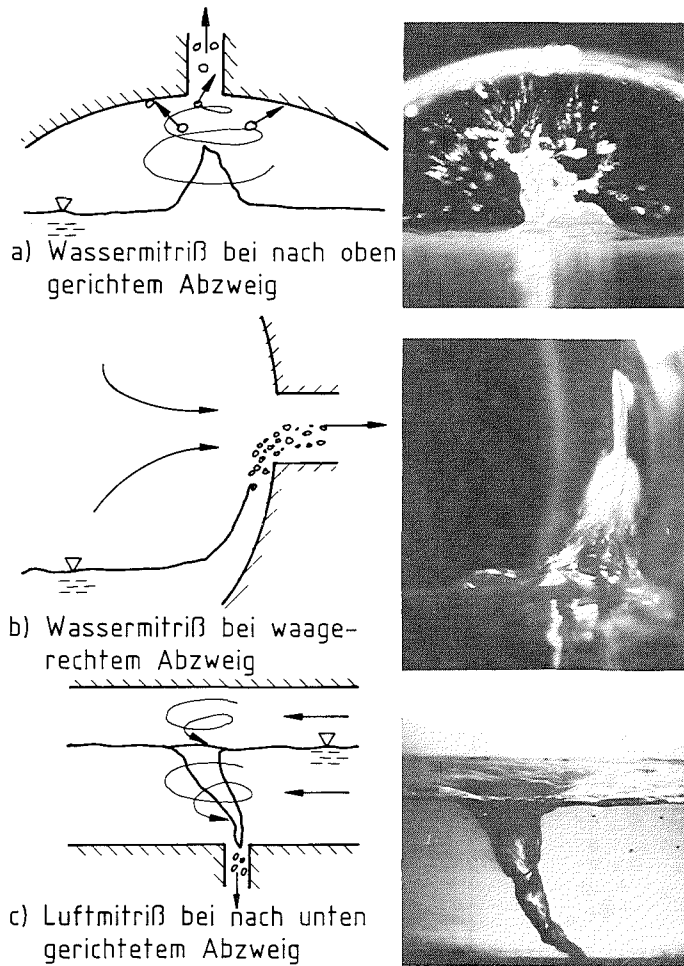 a) Wassermitriß bei nach oben
gerichtem Abzweig
b) Wassermitriß bei waage-
rechtem Abzweig
c) Luftmitriß bei nach unten
gerichtetem Abzweig